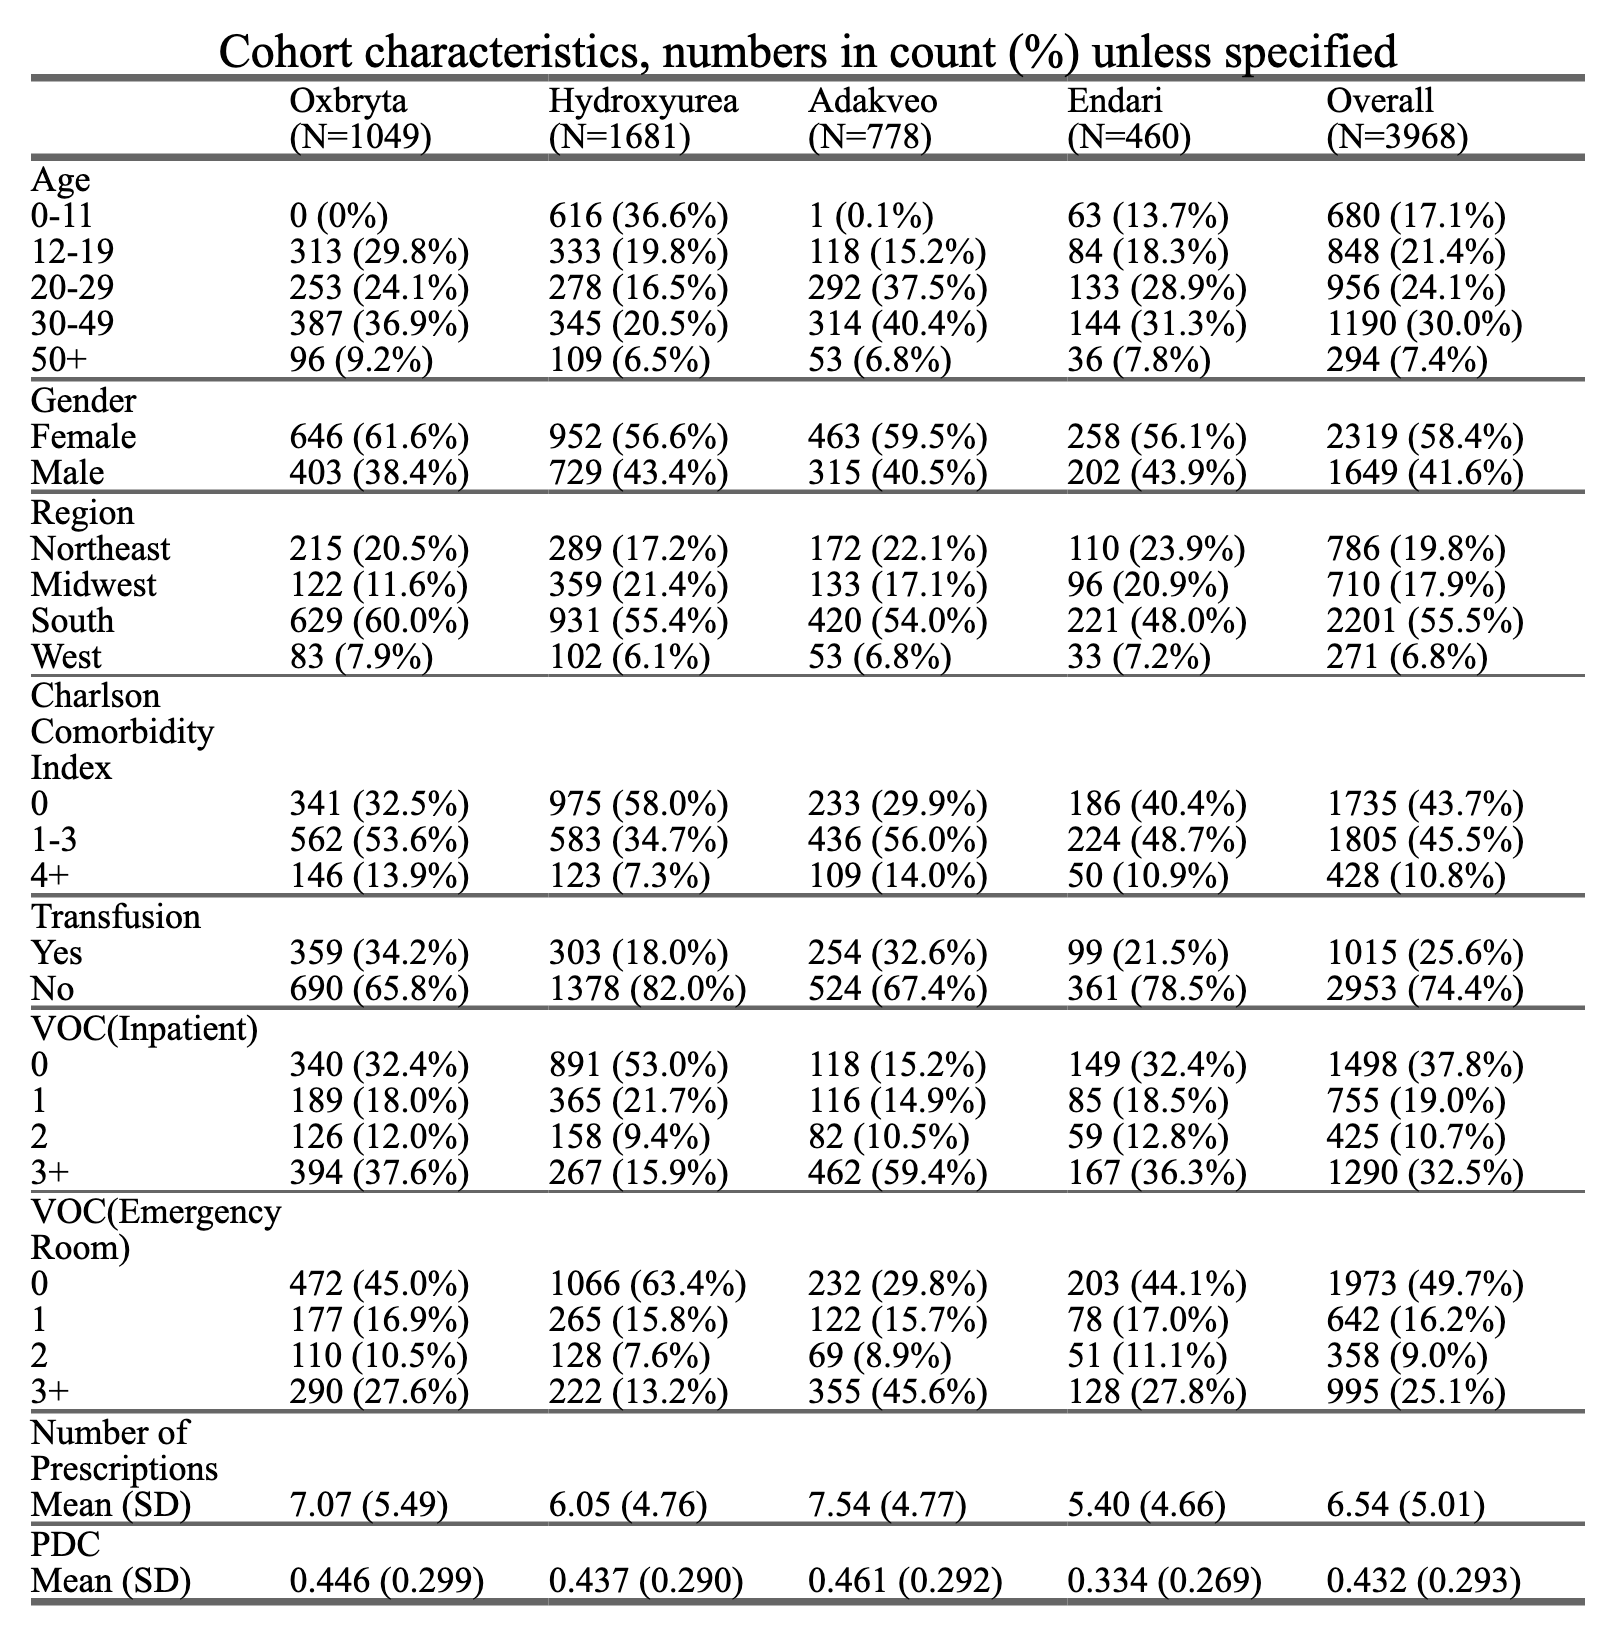 Cohort characteristics, numbers in count (%) unless specified
Oxbryta Hydroxyurea Adakveo Endari Overall
(N=1049) (N=1681) (N=778) (N=460) (N=3968)
Age
0-11 0 (0%) 616 (36.6%) 1 (0.1%) 63 (13.7%) 680 (17.1%)
12-19 313 (29.8%) 333 (19.8%) 118 (15.2%) 84 (18.3%) 848 (21.4%)
20-29 253 (24.1%) 278 (16.5%) 292 (37.5%) 133 (28.9%) 956 (24.1%)
30-49 387 (36.9%) 345 (20.5%) 314 (40.4%) 144 (31.3%) 1190 (30.0%)
50+ 96 (9.2%) 109 (6.5%) 53 (6.8%) 36 (7.8%) 294 (7.4%)
Gender
Female 646 (61.6%) 952 (56.6%) 463 (59.5%) 258 (56.1%) 2319 (58.4%)
Male 403 (38.4%) 729 (43.4%) 315 (40.5%) 202 (43.9%) 1649 (41.6%)
Region
Northeast 215 (20.5%) 289 (17.2%) 172 (22.1%) 110 (23.9%) 786 (19.8%)
Midwest 122 (11.6%) 359 (21.4%) 133 (17.1%) 96 (20.9%) 710 (17.9%)
South 629 (60.0%) 931 (55.4%) 420 (54.0%) 221 (48.0%) 2201 (55.5%)
West 83 (7.9%) 102 (6.1%) 53 (6.8%) 33 (7.2%) 271 (6.8%)
Charlson
Comorbidity
Index
0 341 (32.5%) 975 (58.0%) 233 (29.9%) 186 (40.4%) 1735 (43.7%)
1-3 562 (53.6%) 583 (34.7%) 436 (56.0%) 224 (48.7%) 1805 (45.5%)
4+ 146 (13.9%) 123 (7.3%) 109 (14.0%) 50 (10.9%) 428 (10.8%)
Transfusion
Yes 359 (34.2%) 303 (18.0%) 254 (32.6%) 99 (21.5%) 1015 (25.6%)
No 690 (65.8%) 1378 (82.0%) 524 (67.4%) 361 (78.5%) 2953 (74.4%)
VOC(Inpatient)
0 340 (32.4%) 891 (53.0%) 118 (15.2%) 149 (32.4%) 1498 (37.8%)
1 189 (18.0%) 365 (21.7%) 116 (14.9%) 85 (18.5%) 755 (19.0%)
2 126 (12.0%) 158 (9.4%) 82 (10.5%) 59 (12.8%) 425 (10.7%)
3+ 394 (37.6%) 267 (15.9%) 462 (59.4%) 167 (36.3%) 1290 (32.5%)
VOC(Emergency
Room)
0 472 (45.0%) 1066 (63.4%) 232 (29.8%) 203 (44.1%) 1973 (49.7%)
1 177 (16.9%) 265 (15.8%) 122 (15.7%) 78 (17.0%) 642 (16.2%)
2 110 (10.5%) 128 (7.6%) 69 (8.9%) 51 (11.1%) 358 (9.0%)
3+ 290 (27.6%) 222 (13.2%) 355 (45.6%) 128 (27.8%) 995 (25.1%)
Number of
Prescriptions
Mean (SD) 7.07 (5.49) 6.05 (4.76) 7.54 (4.77) 5.40 (4.66) 6.54 (5.01)
PDC
Mean (SD) 0.446 (0.299) 0.437 (0.290) 0.461 (0.292) 0.334 (0.269) 0.432 (0.293)